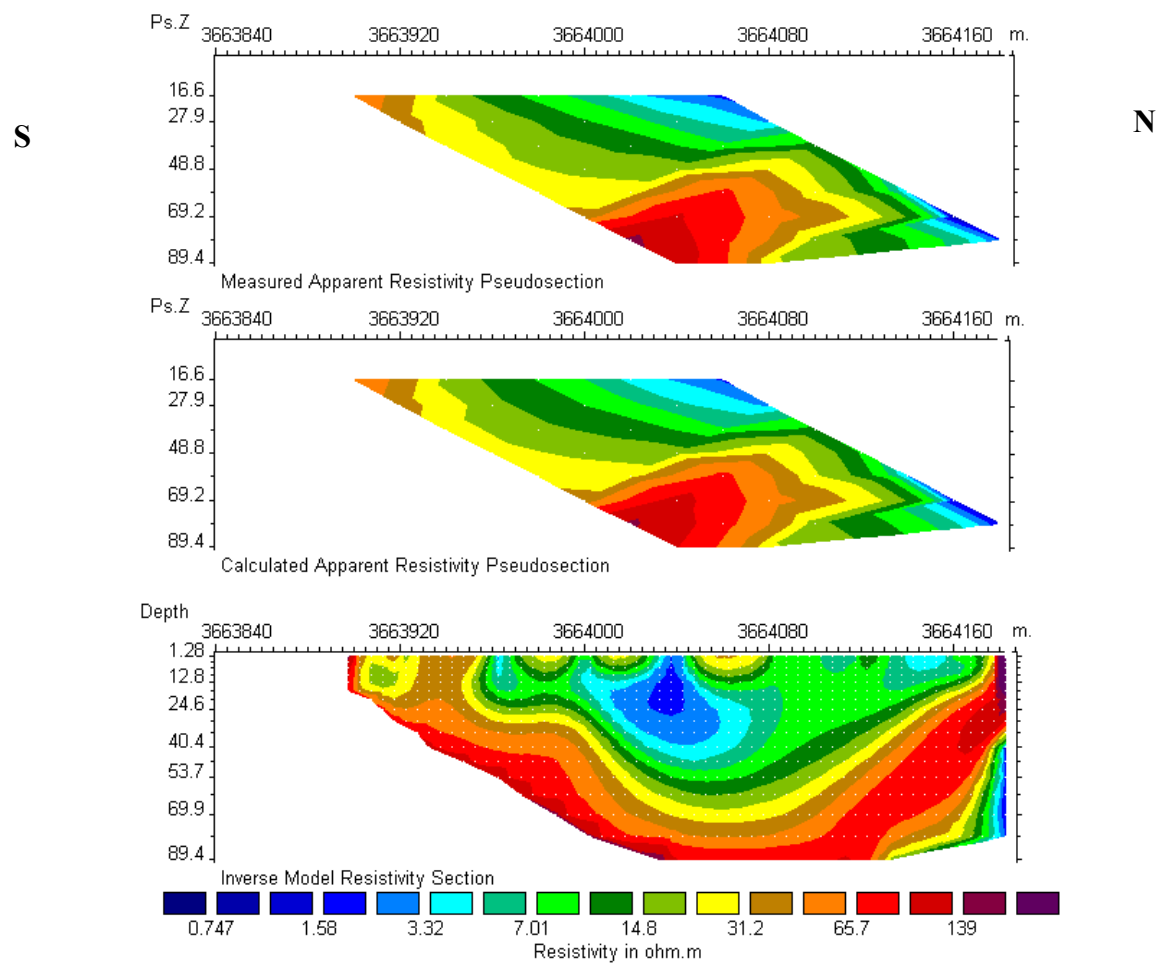 Ps.Z
3663840 3663920 3664000 3664080 3664160 m.
16.6
27.9
S
N
48.8
69.2
89.4
Measured Apparent Resistivity Pseudosection
Ps.Z
3663840 3663920 3664000 3664080 3664160 m.
16.6
27.9
48.8
69.2
89.4
Calculated Apparent Resistivity Pseudosection
Depth
3663840 3663920 3664000 3664080 3664160 m.
1.28
12.8
24.6
40.4
53.7
69.9
89.4
Inverse Model Resistivity Section
0.747 1.58 3.32 7.01 14.8 31.2 65.7 139
Resistivity in ohm.m